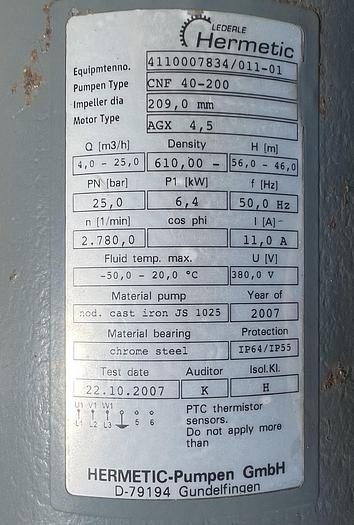 LEDERLE
Hermetic
Equipmtenno. 4110007834/011-01
Pumpen Type CNF 40-200
Impeller dia 209,0 mm
Motor Type AGX 4,5
Q [m3/h] Density H [m]
4,0 - 25,0 610,00 - 56,0 - 46,0
PN [bar] P1 [kW] f [Hz]
25,0 6,4 50,0 Hz
n [1/min] cos phi I [A]
2.780,0 11,0 A
Fluid temp. max. U [V]
-50,0 - 20,0 °C 380,0 V
Material pump Year of
nod. cast iron JS 1025 2007
Material bearing Protection
chrome steel IP64/IP55
Test date Auditor Isol.Kl.
22.10.2007 K H
U1 V1 W1
L1 L2 L3 5 6
PTC thermistor
sensors.
Do not apply more
than
HERMETIC-Pumpen GmbH
D-79194 Gundelfingen